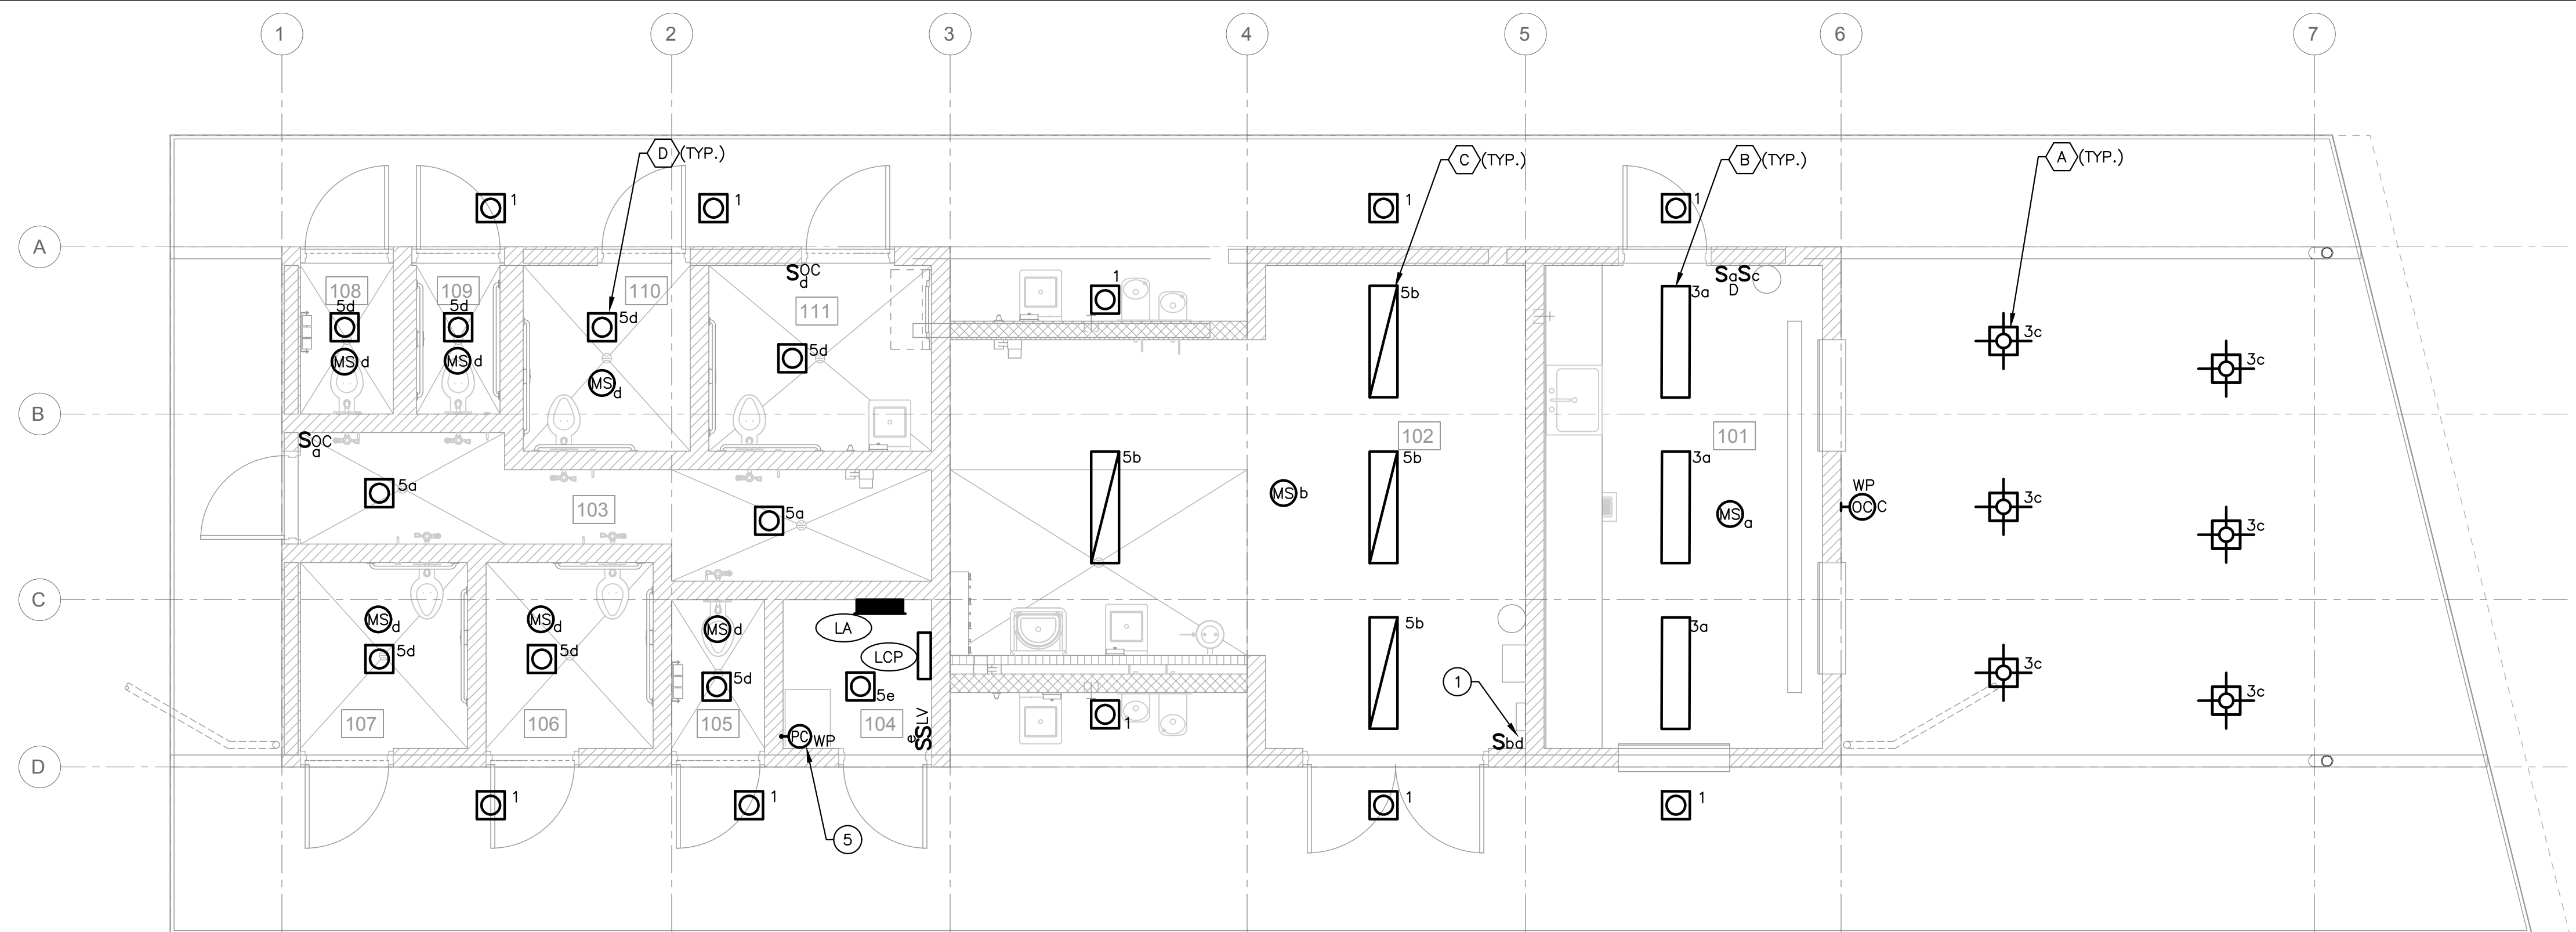 1 2 3 4 5 6 7
D (TYP.) C (TYP.) B (TYP.) A (TYP.)
1 1 1 1
A
S OC d SaSc D
108 109 110 111 1 5b 3a
5d 5d 5d 3c
MS d MS d MS d 5d 3c
B
S OC a 102 101
5b 5b 3a
5a MS b MS a WP OC C 3c
103 5a 3c
C
MS d MS d MS d LA 5b 3a
5d 5d LCP 3c
5d 5e 1 3c
107 106 105 104 1
PC WP e S S LV Sbd
D
1 1 1 1
5